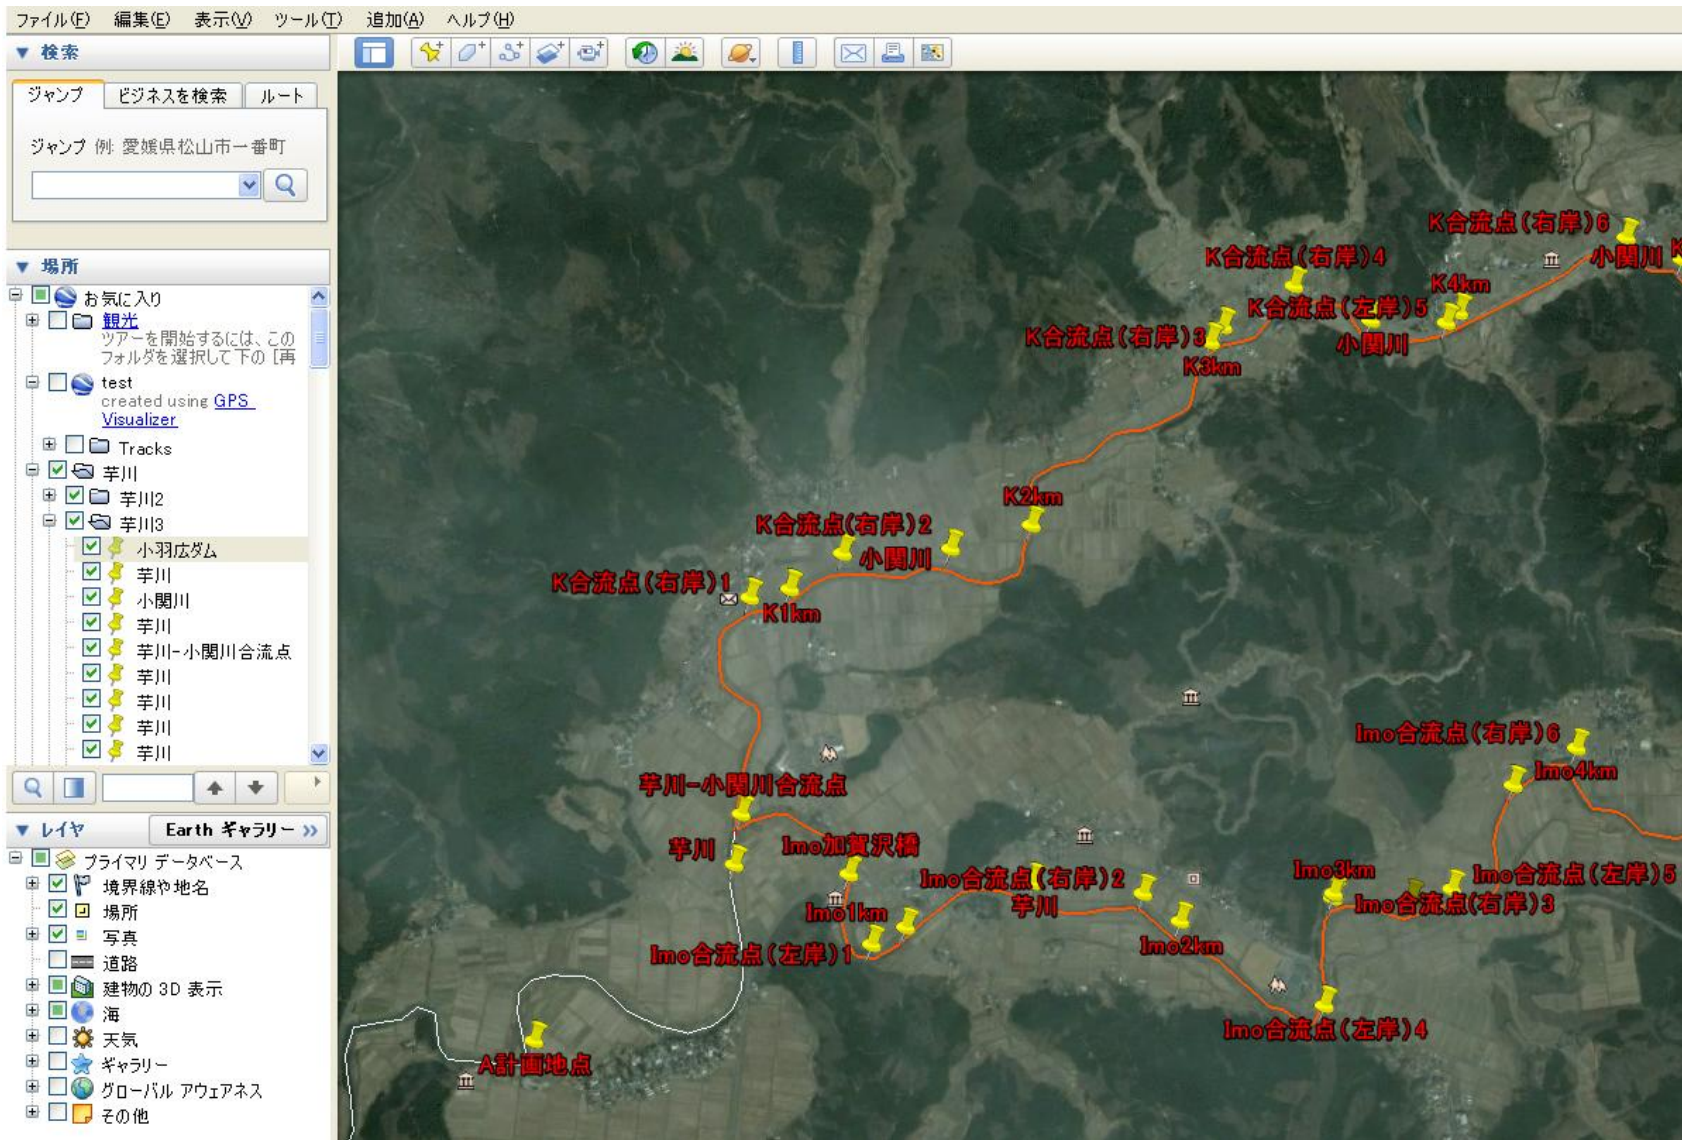 ファイル(F) 編集(E) 表示(V) ツール(T) 追加(A) ヘルプ(H)
検索
ジャンプ ビジネスを検索 ルート
ジャンプ 例: 愛媛県松山市一番町
場所
お気に入り
観光
ツアーを開始するには、この
フォルダを選択して下の [再
test
created using GPS
Visualizer
Tracks
芋川
芋川2
芋川3
小羽広ダム
芋川
小関川
芋川
芋川-小関川合流点
芋川
芋川
芋川
芋川
レイヤ Earth ギャラリー >>
プライマリ データベース
境界線や地名
場所
写真
道路
建物の 3D 表示
海
天気
ギャラリー
グローバル アウェアネス
その他
K合流点(右岸)6
小関川 K
K合流点(右岸)4
K4km
K合流点(左岸)5
K合流点(右岸)3
小関川
K3km
K2km
K合流点(右岸)2
小関川
K合流点(右岸)1
K1km
Imo合流点(右岸)6
Imo4km
芋川-小関川合流点
芋川
Imo加賀沢橋
Imo合流点(右岸)2
Imo3km
Imo合流点(左岸)5
Imo1km
芋川
Imo合流点(右岸)3
Imo合流点(左岸)1
Imo2km
Imo合流点(左岸)4
A計画地点